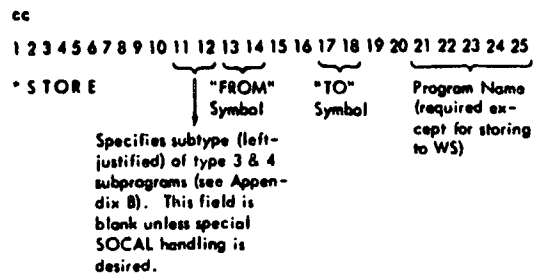 cc
1 2 3 4 5 6 7 8 9 10 11 12 13 14 15 16 17 18 19 20 21 22 23 24 25
* S T O R E
"FROM"
Symbol
"TO"
Symbol
Program Name
(required ex-
cept for storing
to WS)
Specifies subtype (left-
justified) of type 3 & 4
subprograms (see Appen-
dix B). This field is
blank unless special
SOCAL handling is
desired.